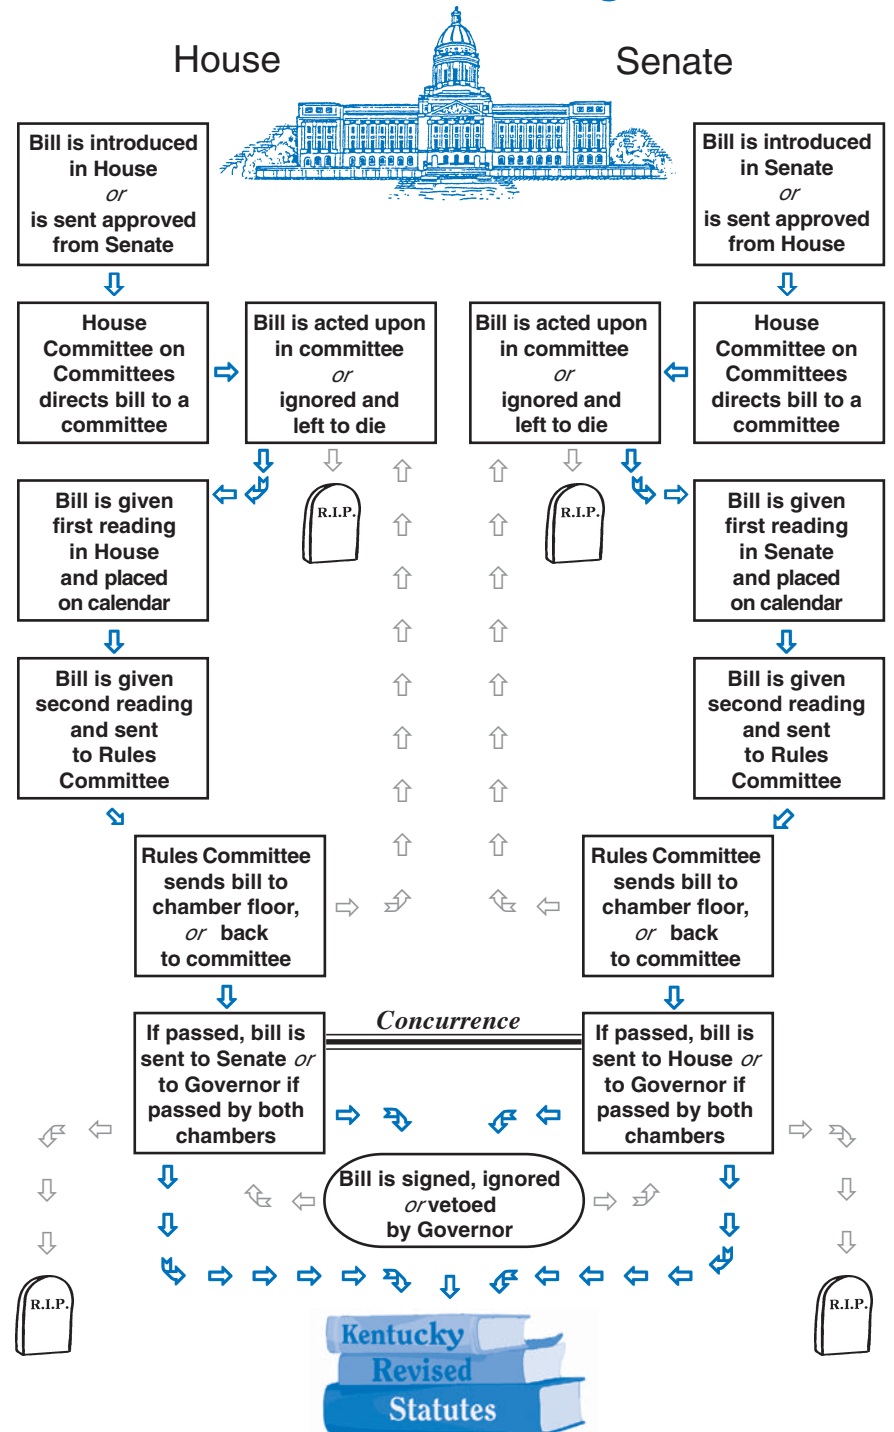 House
Senate
Bill is introduced
in House
or
is sent approved
from Senate
Bill is introduced
in Senate
or
is sent approved
from House
House
Committee on
Committees
directs bill to a
committee
Bill is acted upon
in committee
or
ignored and
left to die
Bill is acted upon
in committee
or
ignored and
left to die
House
Committee on
Committees
directs bill to a
committee
Bill is given
first reading
in House
and placed
on calendar
R.I.P.
R.I.P.
Bill is given
first reading
in Senate
and placed
on calendar
Bill is given
second reading
and sent
to Rules
Committee
Bill is given
second reading
and sent
to Rules
Committee
Rules Committee
sends bill to
chamber floor,
or back
to committee
Rules Committee
sends bill to
chamber floor,
or back
to committee
If passed, bill is
sent to Senate or
to Governor if
passed by both
chambers
Concurrence
If passed, bill is
sent to House or
to Governor if
passed by both
chambers
Bill is signed, ignored
or vetoed
by Governor
R.I.P.
R.I.P.
Kentucky
Revised
Statutes